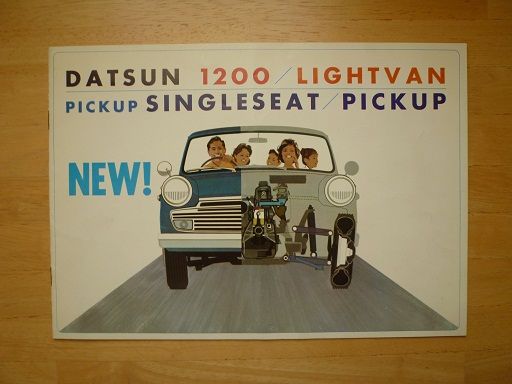 DATSUN 1200/LIGHTVAN
PICKUP SINGLESEAT/PICKUP
NEW!